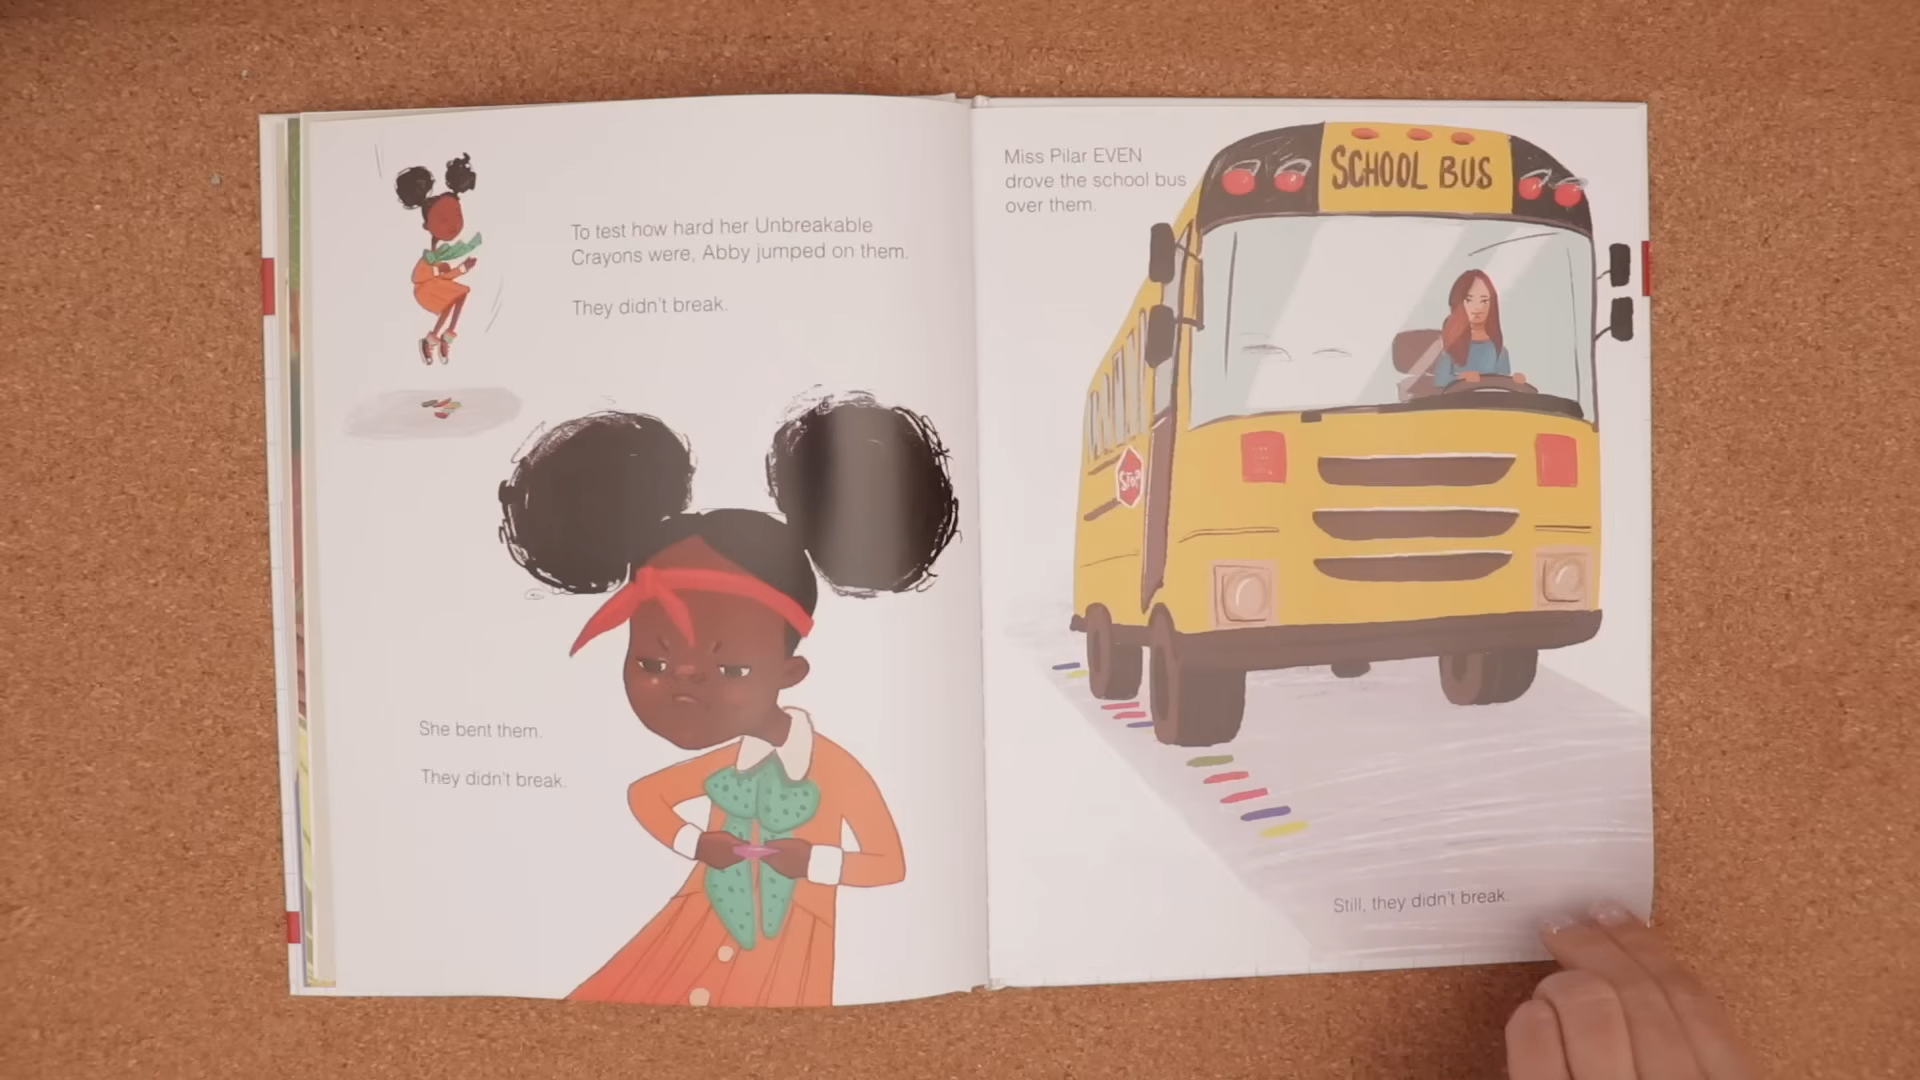 To test how hard her Unbreakable
Crayons were, Abby jumped on them.
They didn't break.
She bent them.
They didn't break.
Miss Pilar EVEN
drove the school bus
over them.
SCHOOL BUS
STOP
Still, they didn't break.